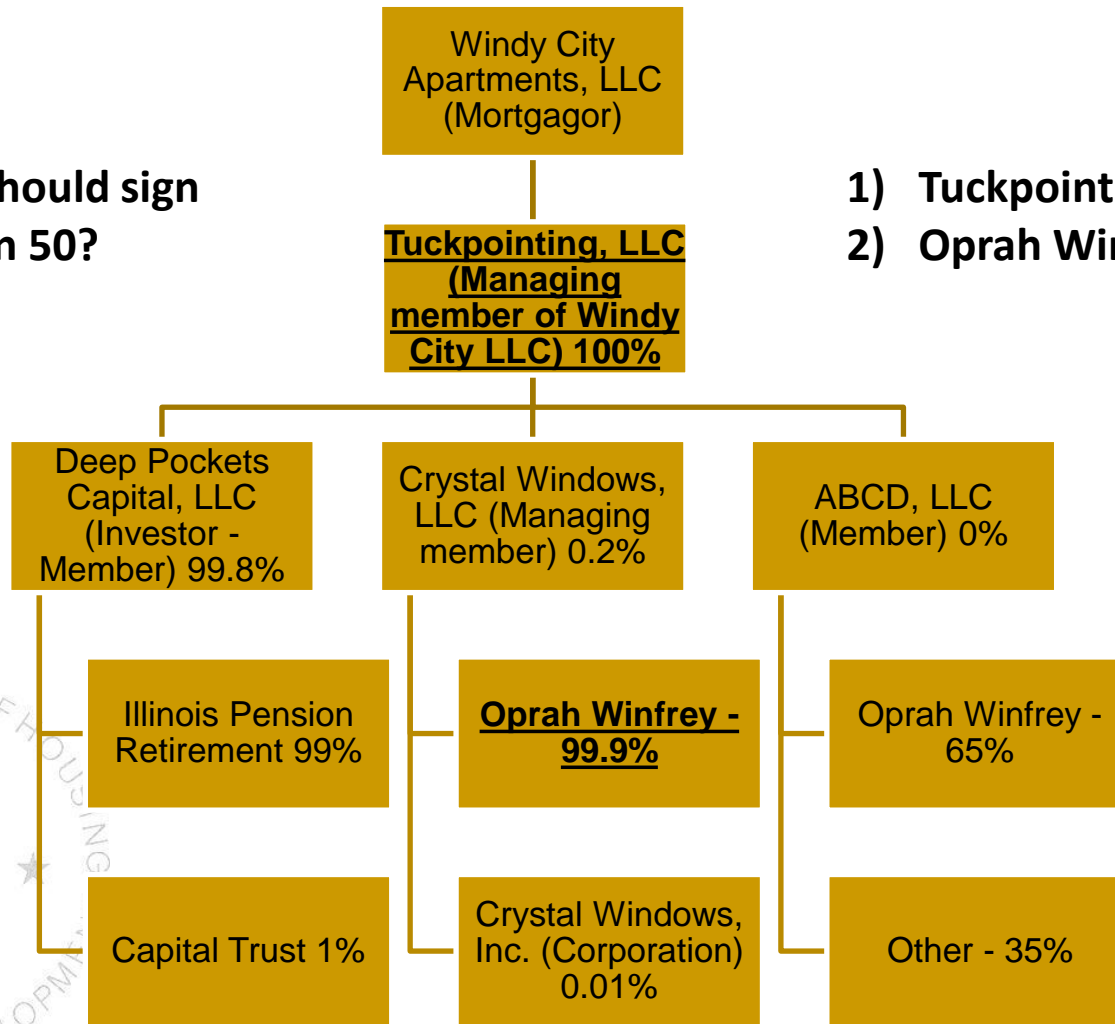 Windy City
Apartments, LLC
(Mortgagor)
hould sign
50?
1) Tuckpoint
2) Oprah
Tuckpointing, LLC
(Managing
member of Windy
City LLC) 100%
Deep Pockets
Capital, LLC
(Investor -
Member) 99.8%
Crystal Windows,
LLC (Managing
member) 0.2%
ABCD, LLC
(Member) 0%
Illinois Pension
Retirement 99%
Oprah Winfrey -
99.9%
Oprah Winfrey -
65%
Capital Trust 1%
Crystal Windows,
Inc. (Corporation)
0.01%
Other - 35%
HOUSING